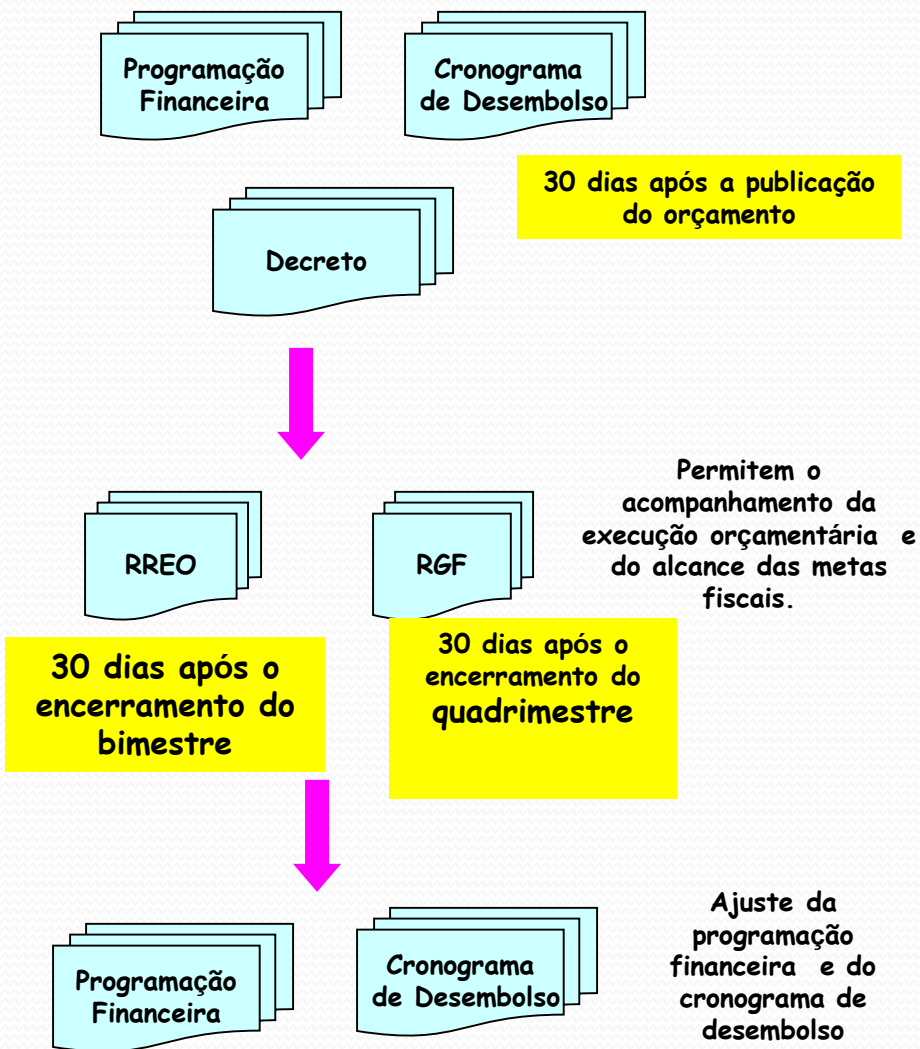 Programação
Financeira
Cronograma
de Desembolso
30 dias após a publicação
do orçamento
Decreto
RREO
RGF
Permitem o
acompanhamento da
execução orçamentária e
do alcance das metas
fiscais.
30 dias após o
encerramento do
bimestre
30 dias após o
encerramento do
quadrimestre
Programação
Financeira
Cronograma
de Desembolso
Ajuste da
programação
financeira e do
cronograma de
desembolso